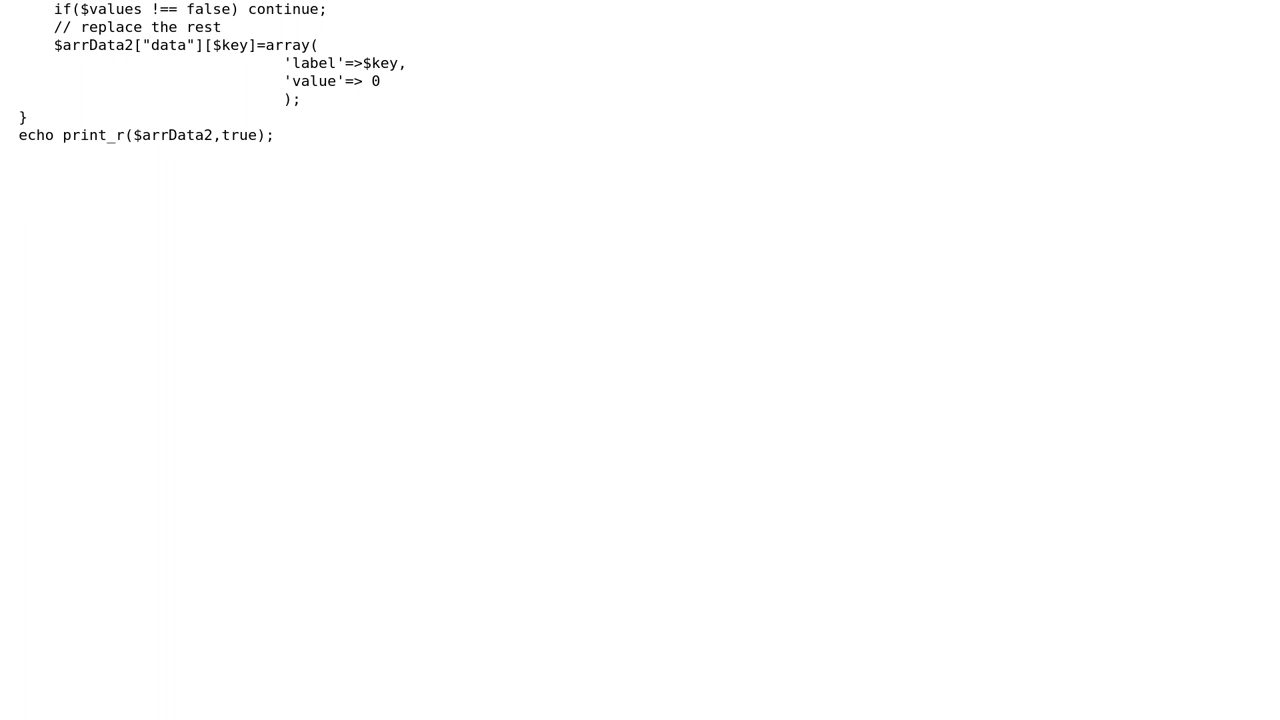 if($values !== false) continue;
// replace the rest
$arrData2["data"][$key]=array(
'label'=>$key,
'value'=> 0
);
}
echo print_r($arrData2,true);